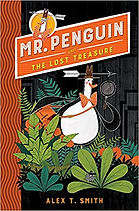 MR. PENGUIN
AND
THE LOST TREASURE
ALEX T. SMITH